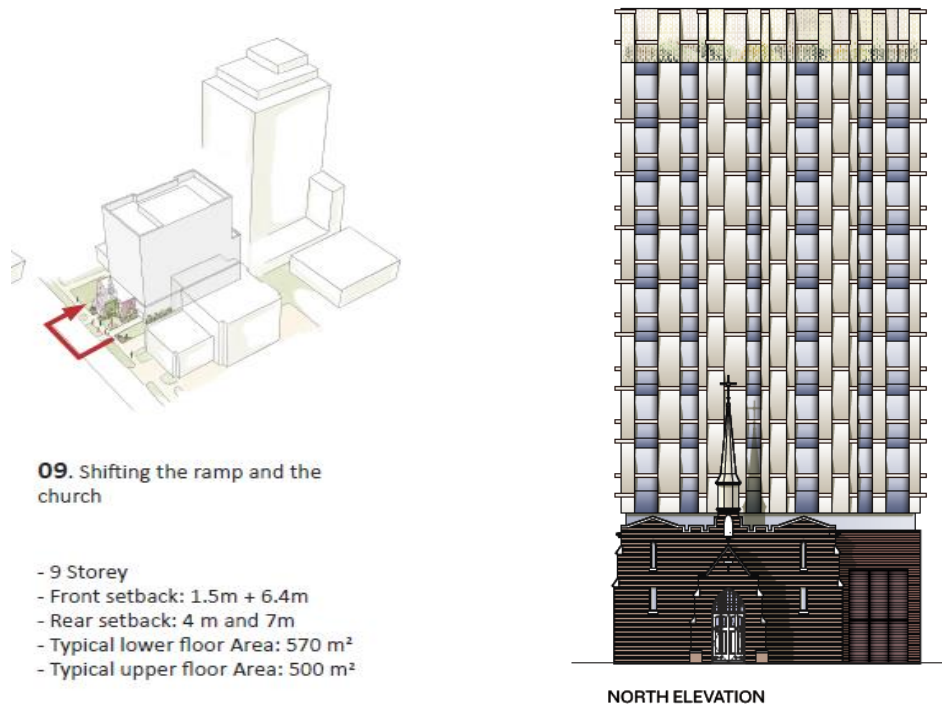 09. Shifting the ramp and the
church
- 9 Storey
- Front setback: 1.5m + 6.4m
- Rear setback: 4 m and 7m
- Typical lower floor Area: 570 m²
- Typical upper floor Area: 500 m²
NORTH ELEVATION